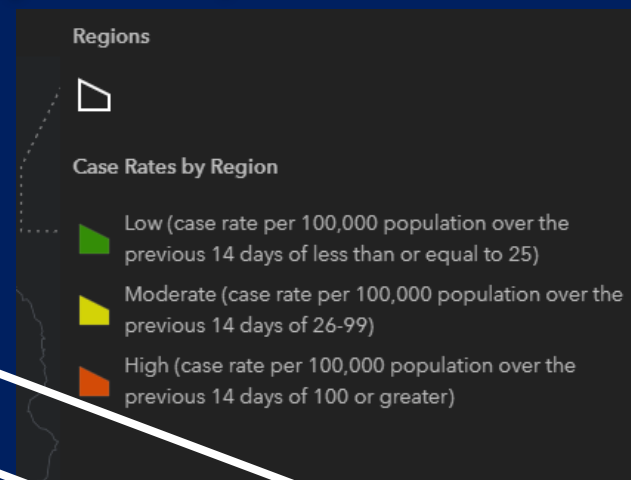 Regions
Case Rates by Region
Low (case rate per 100,000 population over the
previous 14 days of less than or equal to 25)
Moderate (case rate per 100,000 population over the
previous 14 days of 26-99)
High (case rate per 100,000 population over the
previous 14 days of 100 or greater)